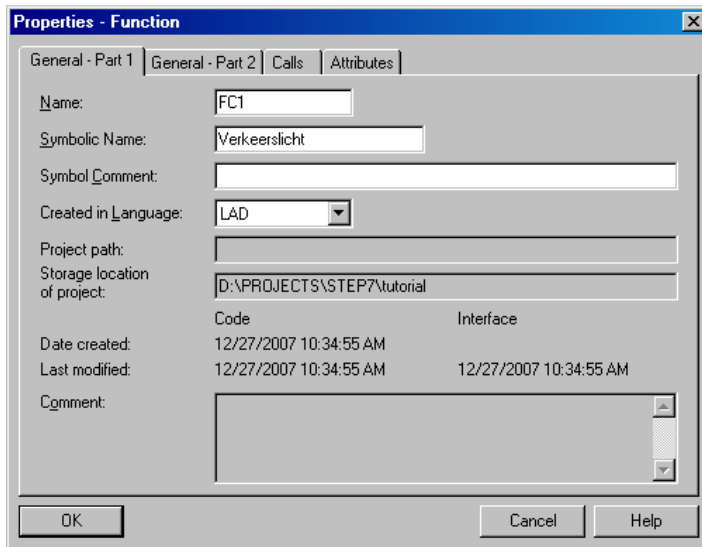 Properties - Function
General - Part 1 General - Part 2 Calls Attributes
Name: FC1
Symbolic Name: Verkeerslicht
Symbol Comment:
Created in Language: LAD
Project path:
Storage location
of project: D:\PROJECTS\STEP7\tutorial
Code Interface
Date created: 12/27/2007 10:34:55 AM
Last modified: 12/27/2007 10:34:55 AM 12/27/2007 10:34:55 AM
Comment:
OK Cancel Help